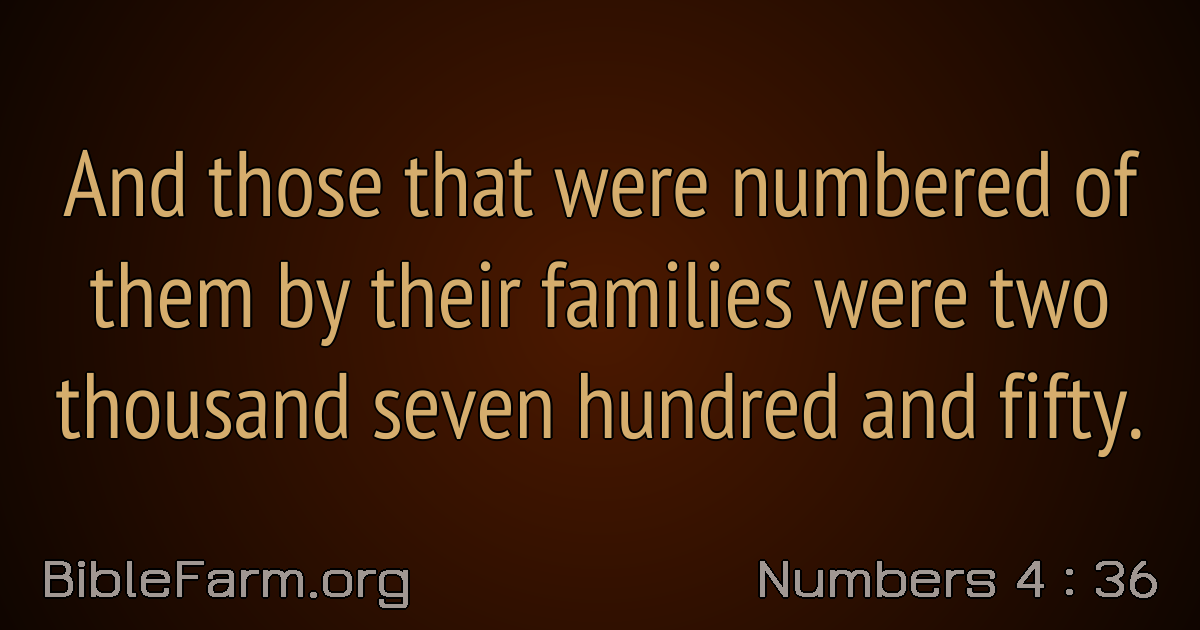 And those that were numbered of
them by their families were two
thousand seven hundred and fifty.
BibleFarm.org
Numbers 4 : 36